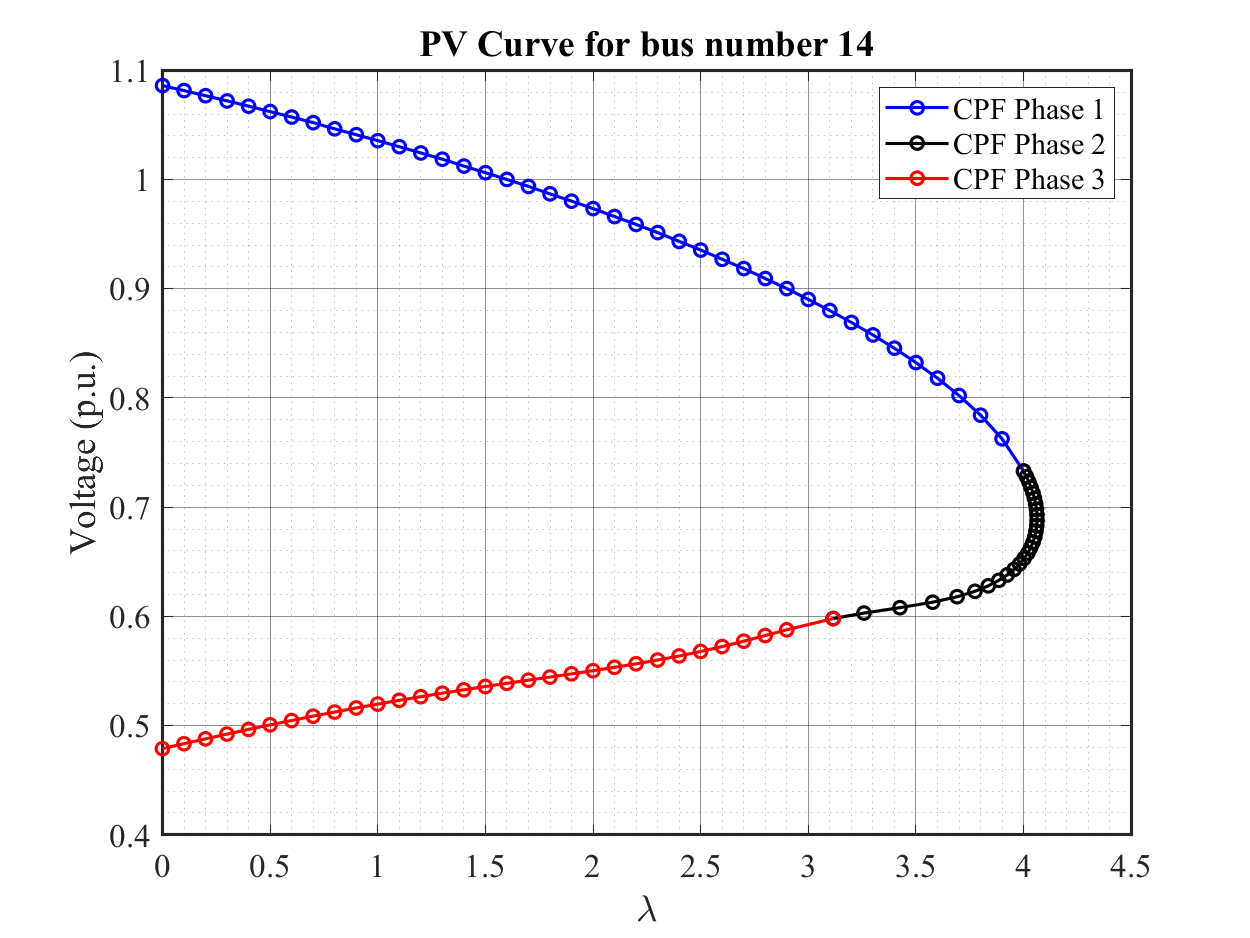 PV Curve for bus number 14
1.1
1
0.9
0.8
0.7
0.6
0.5
0.4
Voltage (p.u.)
CPF Phase 1
CPF Phase 2
CPF Phase 3
0 0.5 1 1.5 2 2.5 3 3.5 4 4.5
λ